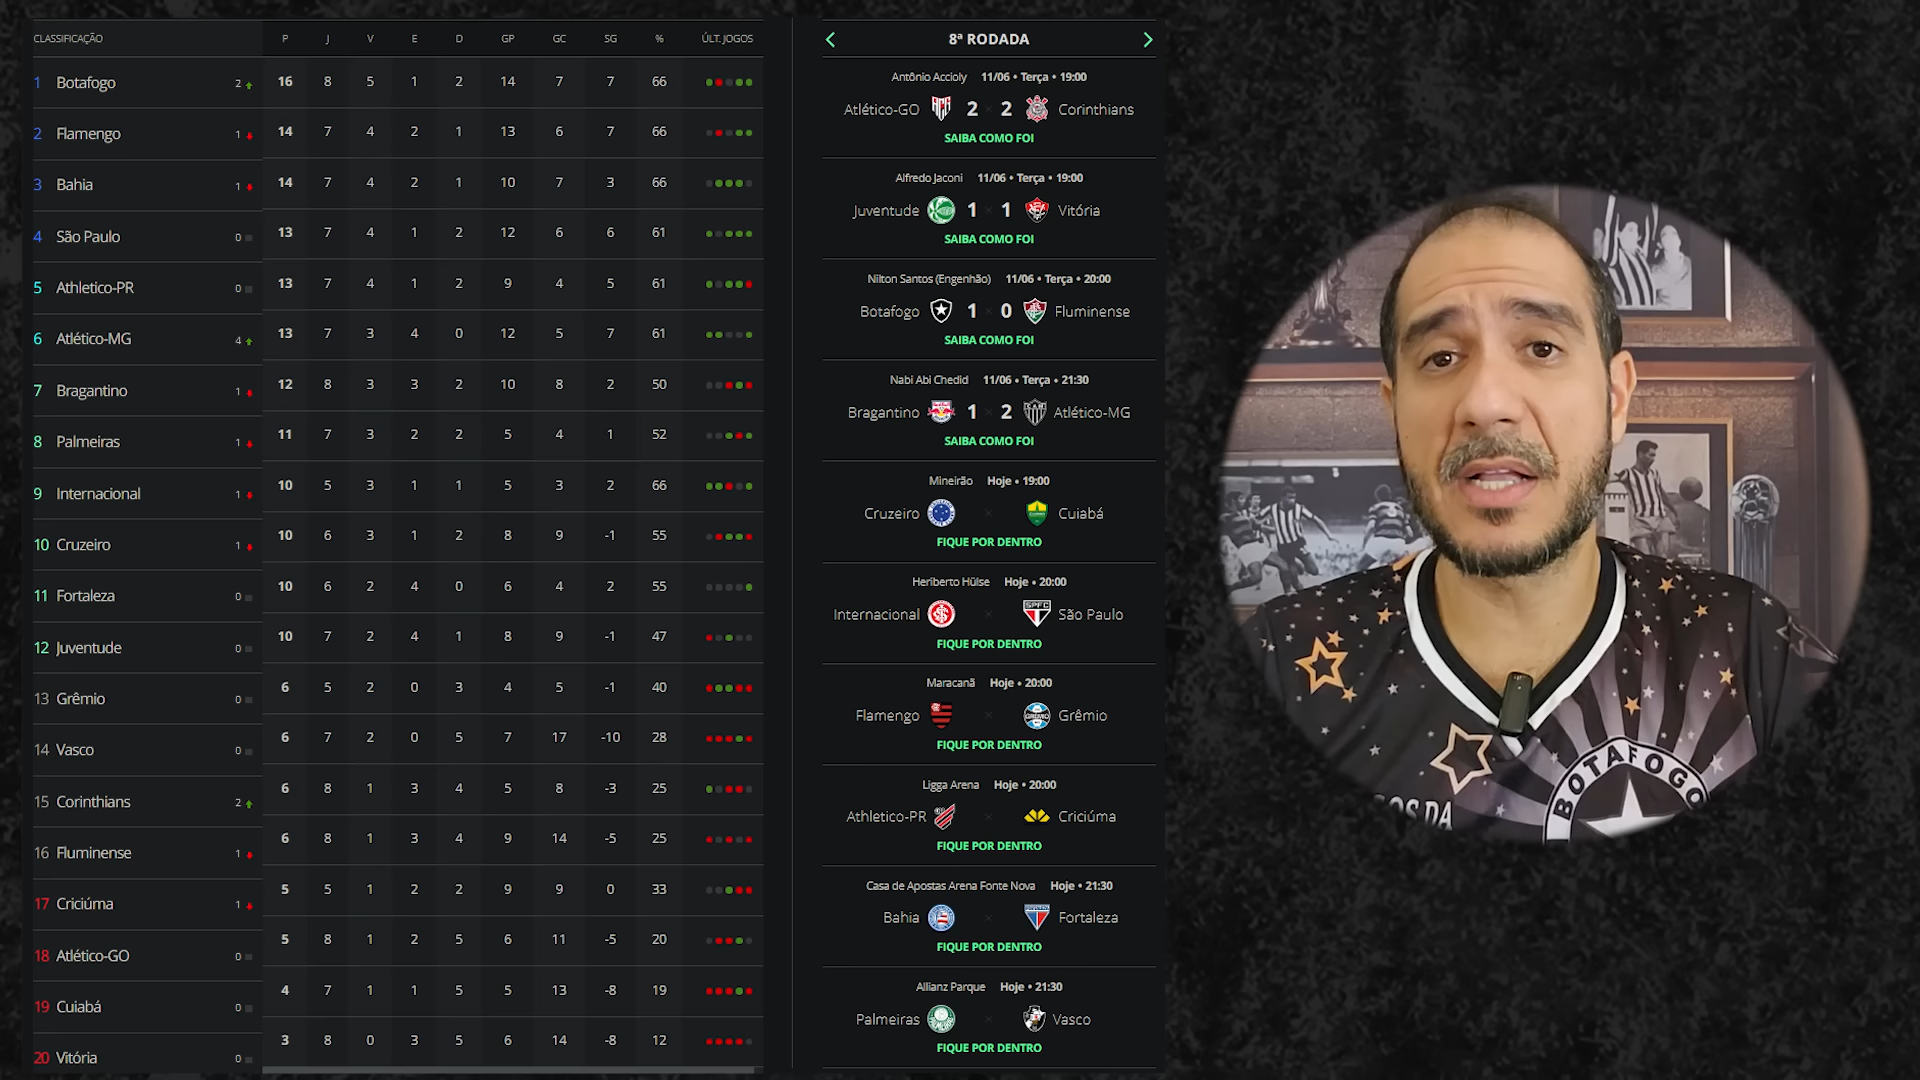 CLASSIFICAÇÃO P J V E D GP GC SG % ÚLT. JOGOS
1 Botafogo 2 16 8 5 1 2 14 7 7 66
2 Flamengo 1 14 7 4 2 1 13 6 7 66
3 Bahia 1 14 7 4 2 1 10 7 3 66
4 São Paulo 0 13 7 4 1 2 12 6 6 61
5 Athletico-PR 0 13 7 4 1 2 9 4 5 61
6 Atlético-MG 4 13 7 3 4 0 12 5 7 61
7 Bragantino 1 12 8 3 3 2 10 8 2 50
8 Palmeiras 1 11 7 3 2 2 5 4 1 52
9 Internacional 1 10 5 3 1 1 5 3 2 66
10 Cruzeiro 1 10 6 3 1 2 8 9 -1 55
11 Fortaleza 0 10 6 2 4 0 6 4 2 55
12 Juventude 0 10 7 2 4 1 8 9 -1 47
13 Grêmio 0 6 5 2 0 3 4 5 -1 40
14 Vasco 0 6 7 2 0 5 7 17 -10 28
15 Corinthians 2 6 8 1 3 4 5 8 -3 25
16 Fluminense 1 6 8 1 3 4 9 14 -5 25
17 Criciúma 1 5 5 1 2 2 9 9 0 33
18 Atlético-GO 0 5 8 1 2 5 6 11 -5 20
19 Cuiabá 0 4 7 1 1 5 5 13 -8 19
20 Vitória 0 3 8 0 3 5 6 14 -8 12
8ª RODADA
Antônio Accioly 11/06 • Terça • 19:00
Atlético-GO 2 × 2 Corinthians
SAIBA COMO FOI
Alfredo Jaconi 11/06 • Terça • 19:00
Juventude 1 × 1 Vitória
SAIBA COMO FOI
Nilton Santos (Engenhão) 11/06 • Terça • 20:00
Botafogo 1 × 0 Fluminense
SAIBA COMO FOI
Nabi Abi Chedid 11/06 • Terça • 21:30
Bragantino 1 × 2 Atlético-MG
SAIBA COMO FOI
Mineirão Hoje • 19:00
Cruzeiro × Cuiabá
FIQUE POR DENTRO
Heriberto Hülse Hoje • 20:00
Internacional × SPFC São Paulo
FIQUE POR DENTRO
Maracanã Hoje • 20:00
Flamengo × GRÊMIO Grêmio
FIQUE POR DENTRO
Ligga Arena Hoje • 20:00
Athletico-PR × Criciúma
FIQUE POR DENTRO
Casa de Apostas Arena Fonte Nova Hoje • 21:30
Bahia × Fortaleza
FIQUE POR DENTRO
Allianz Parque Hoje • 21:30
Palmeiras × Vasco
FIQUE POR DENTRO
BOTAFOGO
OS DA